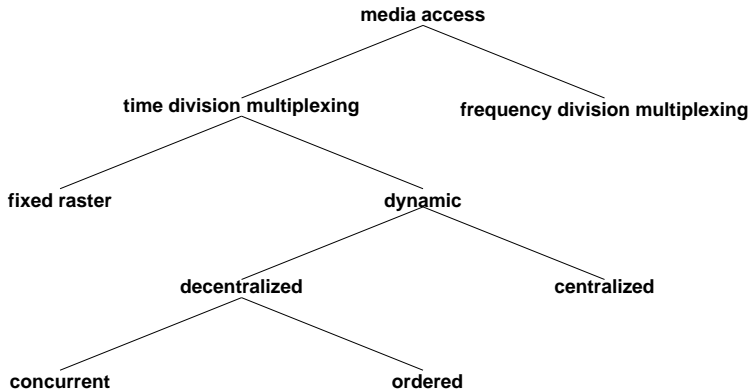 media access
time division multiplexing
frequency division multiplexing
fixed raster
dynamic
decentralized
centralized
concurrent
ordered